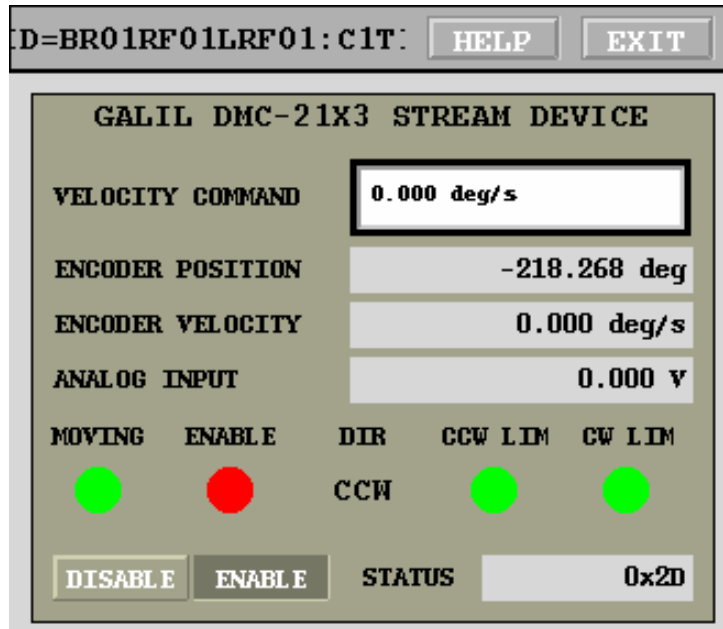 ID=BR01RF01LRF01:C1T HELP EXIT
GALIL DMC-21X3 STREAM DEVICE
VELOCITY COMMAND 0.000 deg/s
ENCODER POSITION -218.268 deg
ENCODER VELOCITY 0.000 deg/s
ANALOG INPUT 0.000 V
MOVING ENABLE DIR CCW LIM CW LIM
CCW
DISABLE ENABLE STATUS 0x2D